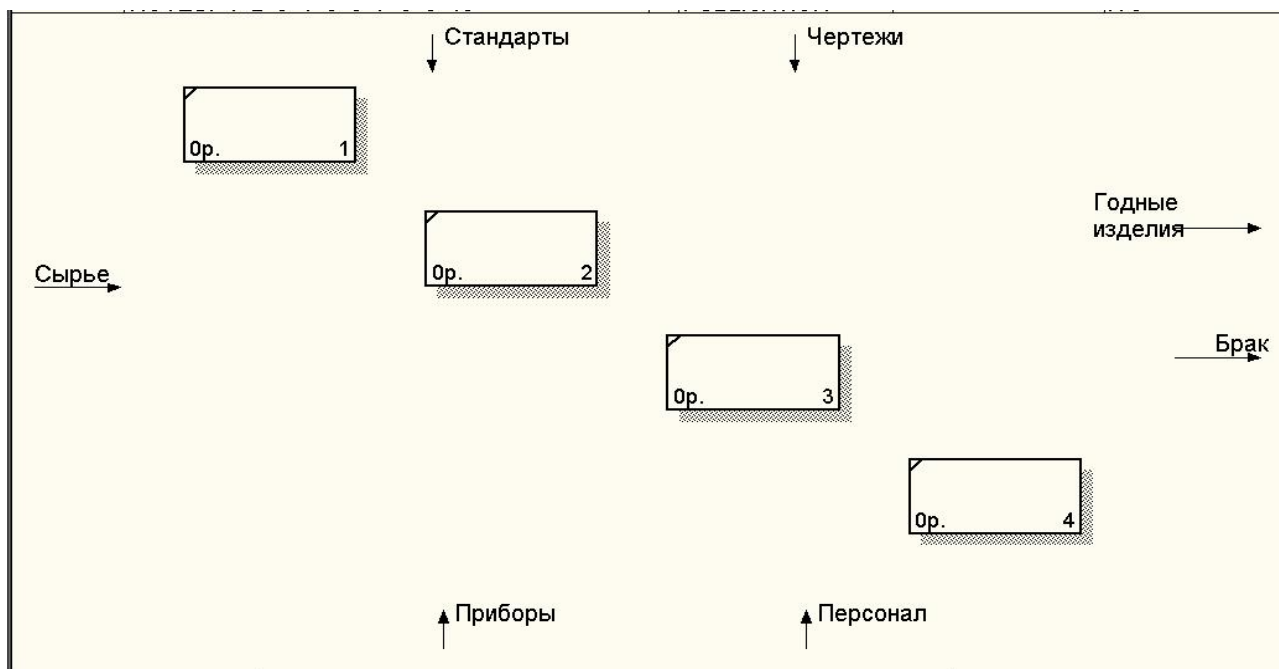 Стандарты
Чертежи
0р. 1
Годные
изделия
0р. 2
Сырье
Брак
0р. 3
0р. 4
Приборы
Персонал